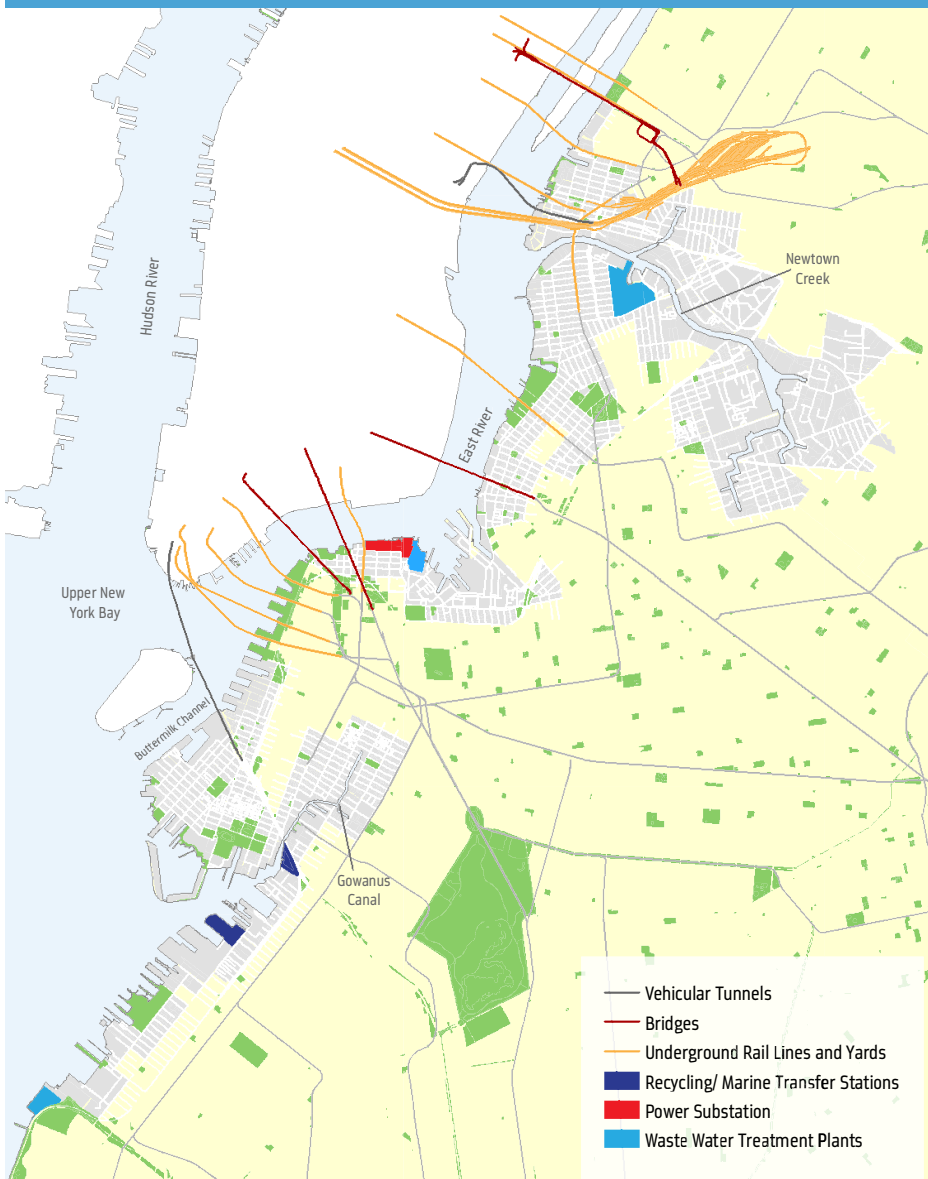 Hudson River
Newtown
Creek
East River
Upper New
York Bay
Buttermilk Channel
Gowanus
Canal
Vehicular Tunnels
Bridges
Underground Rail Lines and Yards
Recycling/ Marine Transfer Stations
Power Substation
Waste Water Treatment Plants